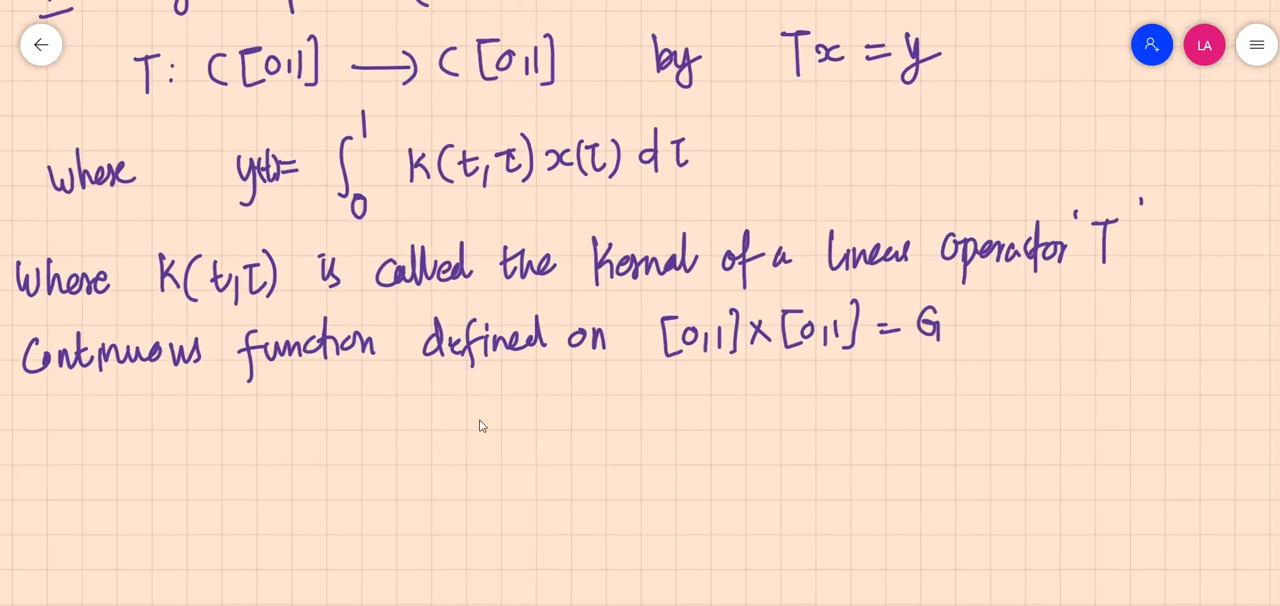 T: C[0,1] ⟶ C[0,1] by Tx = y
LA
where y(t)= ∫₀¹ K(t,τ) x(τ) dτ
where K(t,τ) is called the Kernal of a linear operator 'T'
Continuous function defined on [0,1]×[0,1] = G